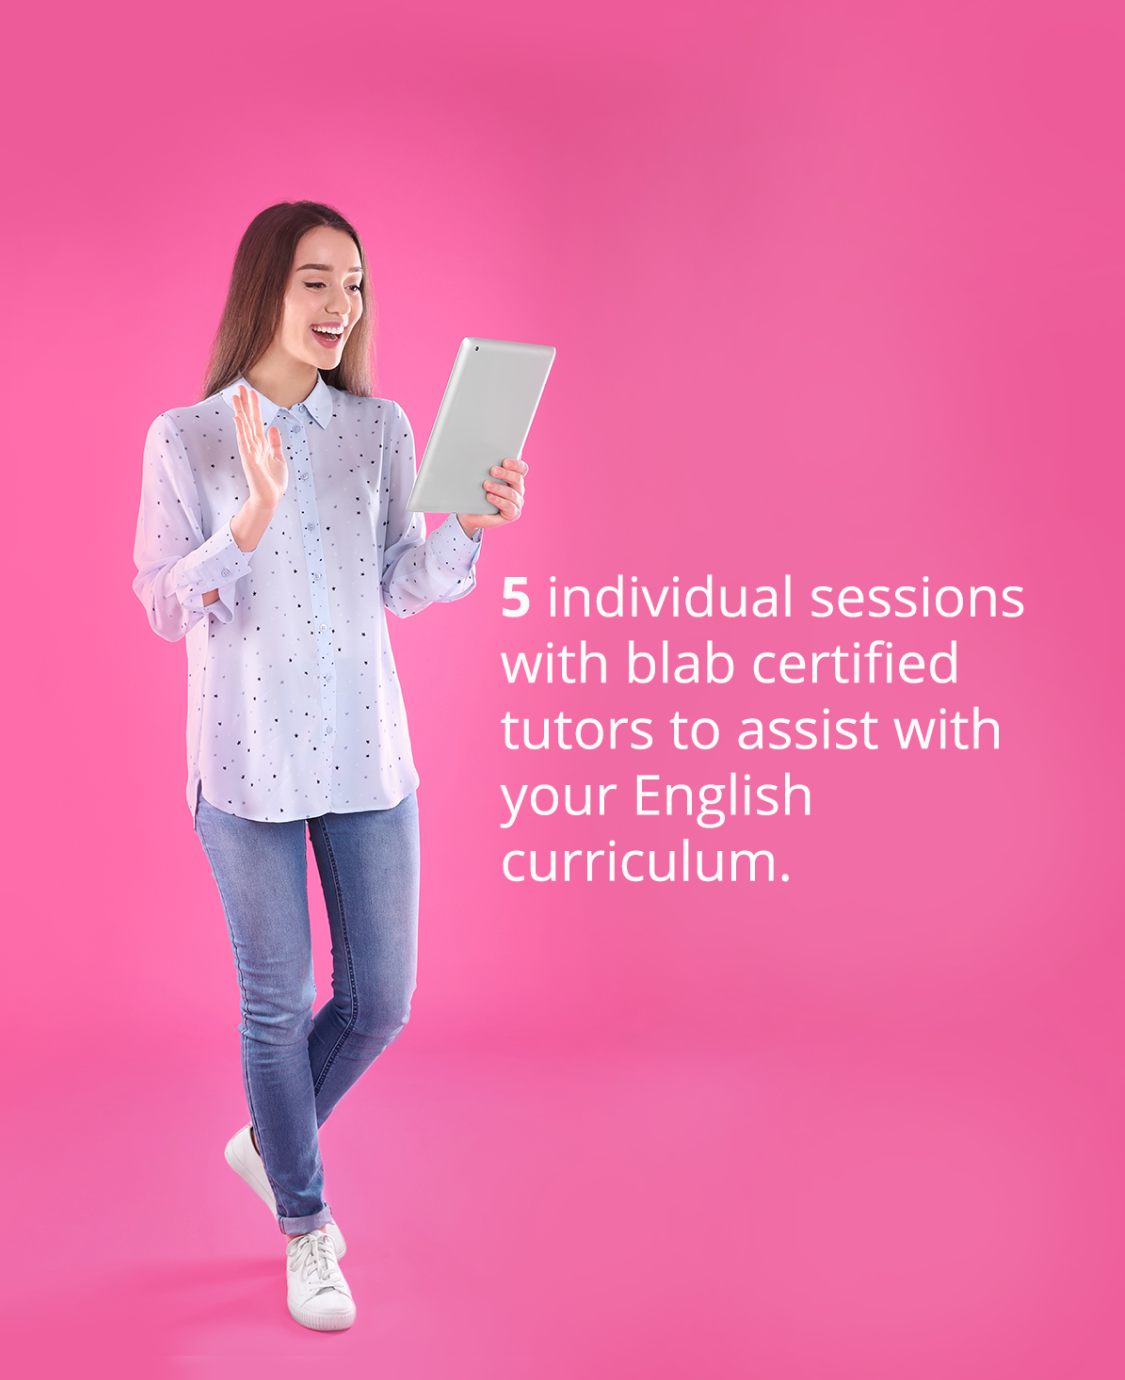 5 individual sessions
with blab certified
tutors to assist with
your English
curriculum.